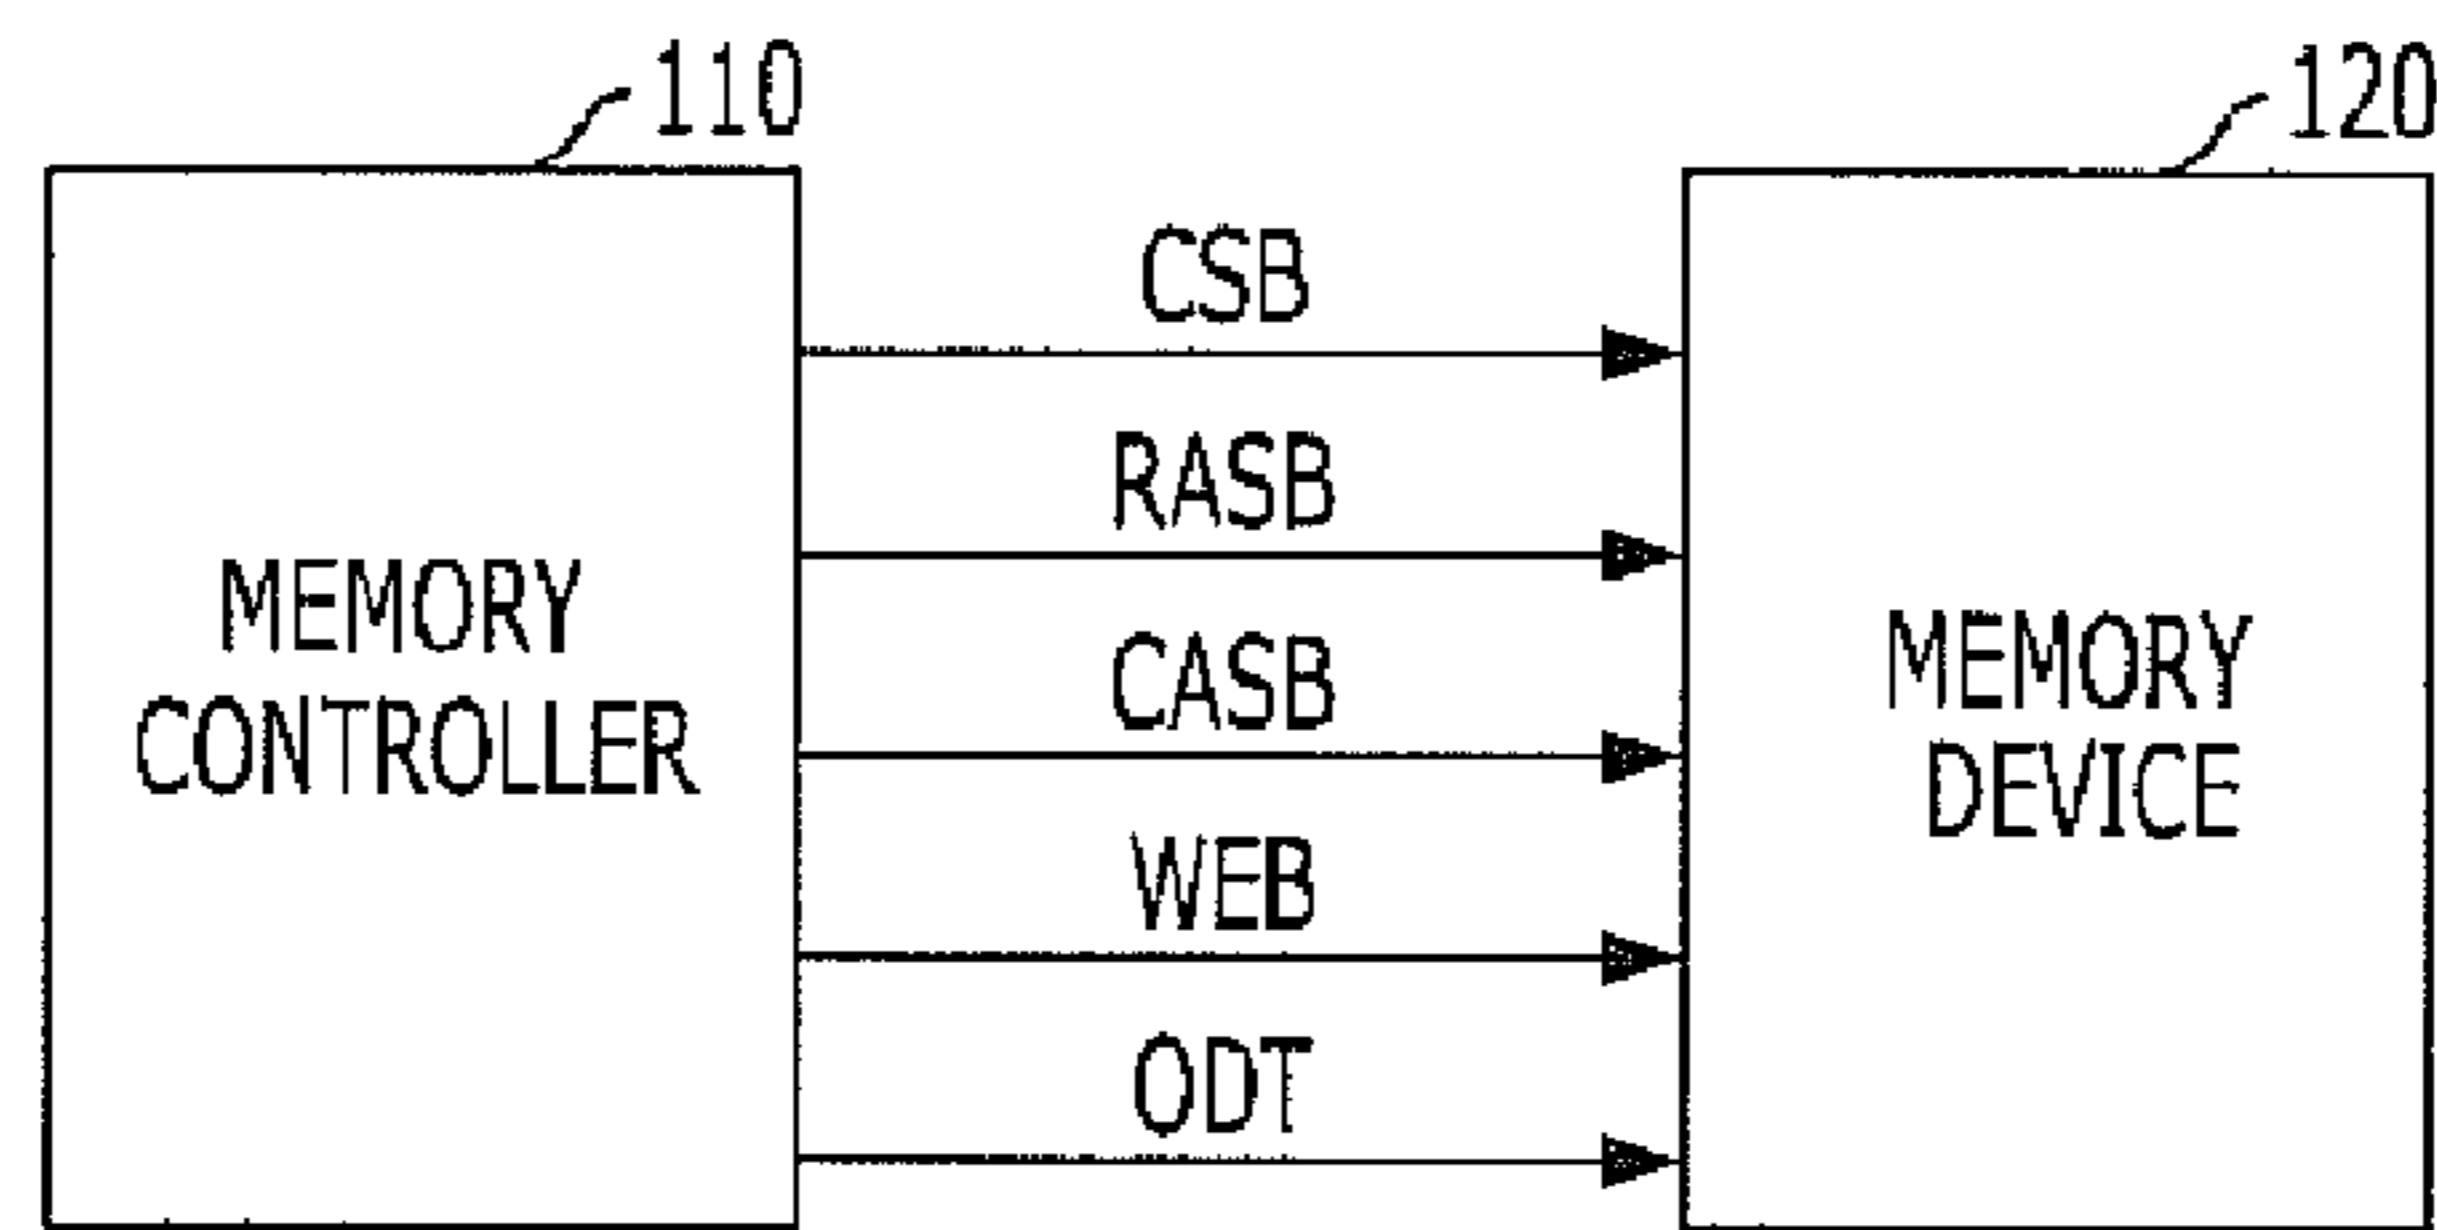 110
120
CSB
RASB
CASB
WEB
ODT
MEMORY
CONTROLLER
MEMORY
DEVICE